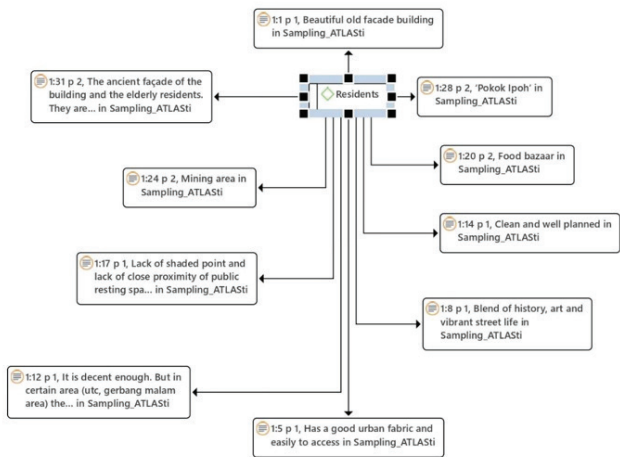 1:1 p 1, Beautiful old facade building
in Sampling_ATLASti
1:31 p 2, The ancient façade of the
building and the elderly residents.
They are... in Sampling_ATLASti
Residents
1:28 p 2, 'Pokok Ipoh' in
Sampling_ATLASti
1:20 p 2, Food bazaar in
Sampling_ATLASti
1:24 p 2, Mining area in
Sampling_ATLASti
1:14 p 1, Clean and well planned in
Sampling_ATLASti
1:17 p 1, Lack of shaded point and
lack of close proximity of public
resting spa... in Sampling_ATLASti
1:8 p 1, Blend of history, art and
vibrant street life in
Sampling_ATLASti
1:12 p 1, It is decent enough. But in
certain area (utc, gerbang malam
area) the... in Sampling_ATLASti
1:5 p 1, Has a good urban fabric and
easily to access in Sampling_ATLASti